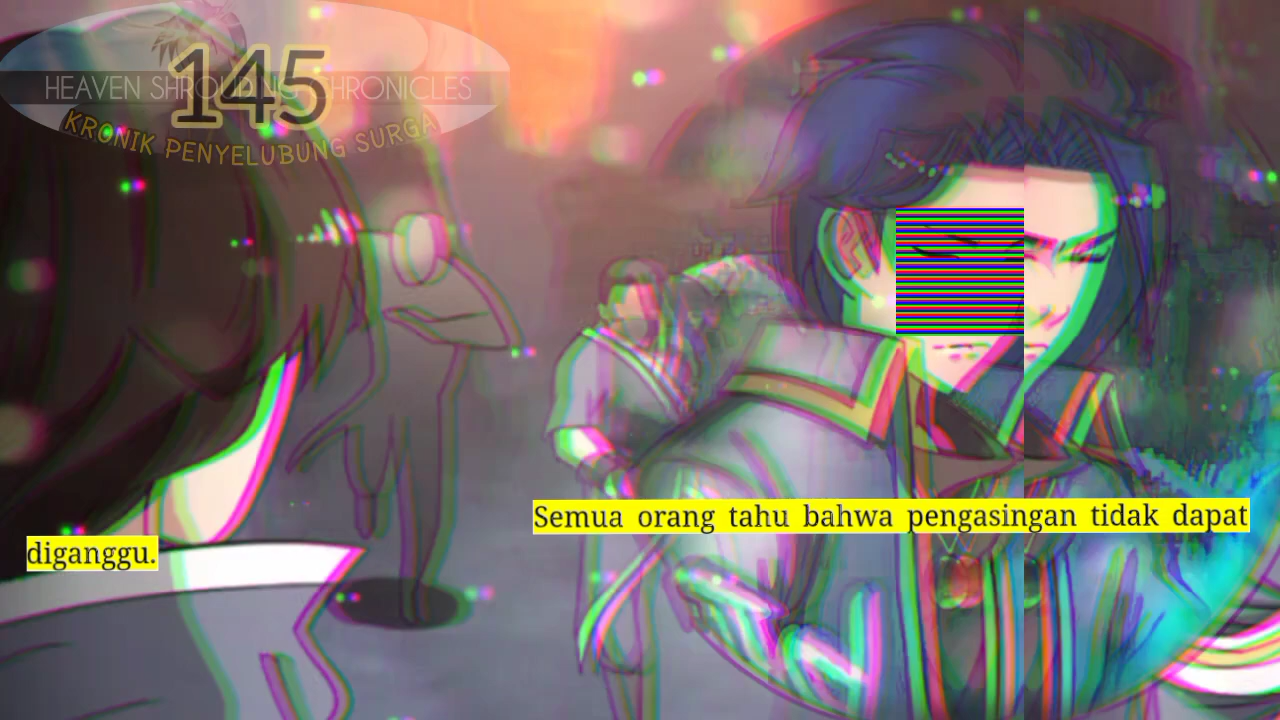 145
HEAVEN SHROUDING CHRONICLES
KRONIK PENYELUBUNG SURGA
Semua orang tahu bahwa pengasingan tidak dapat
diganggu.